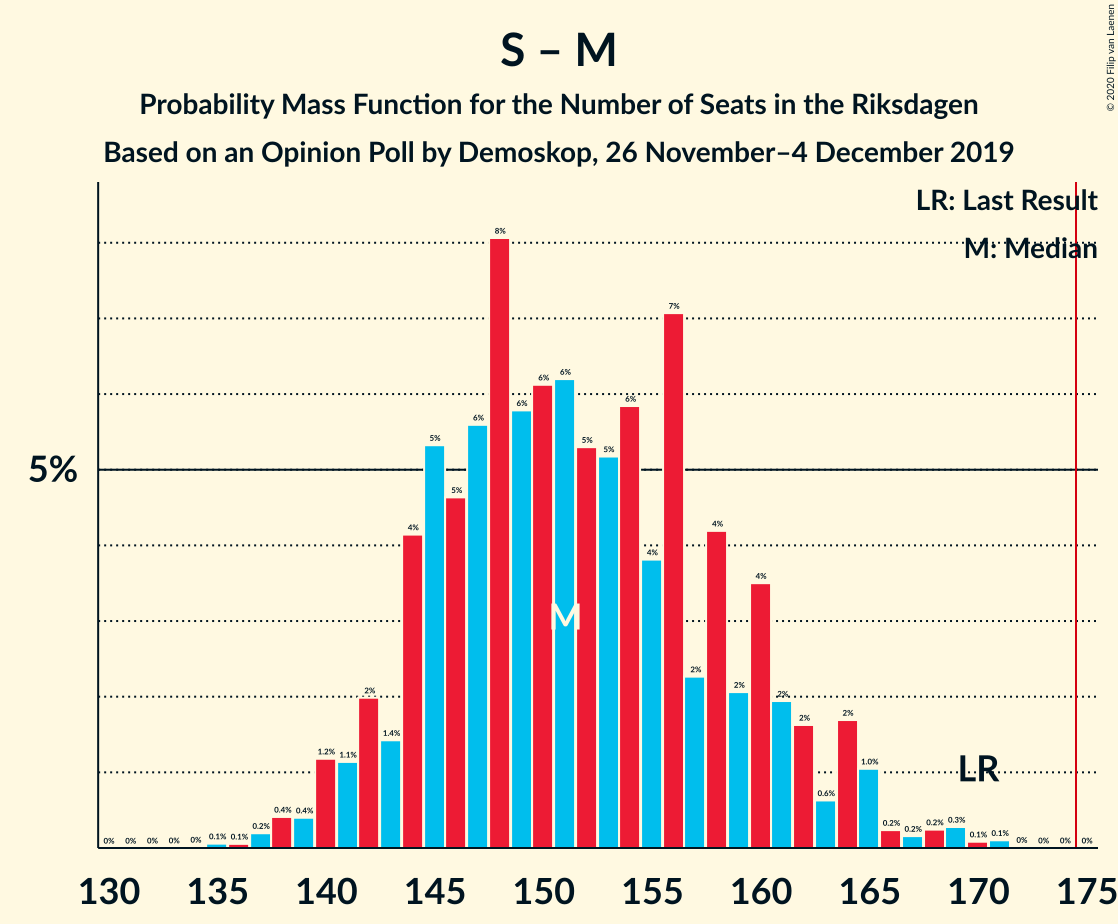 S – M
Probability Mass Function for the Number of Seats in the Riksdagen
Based on an Opinion Poll by Demoskop, 26 November–4 December 2019
© 2020 Filip van Laenen
LR: Last Result
M: Median
5%
0% 0% 0% 0% 0% 0.1% 0.1% 0.2% 0.4% 0.4% 1.2% 1.1% 2% 1.4% 4% 5% 5% 6% 8% 6% 6% 6% 5% 5% 6% 4% 7% 2% 4% 2% 4% 2% 2% 0.6% 2% 1.0% 0.2% 0.2% 0.2% 0.3% 0.1% 0.1% 0% 0% 0% 0%
M
LR
130 135 140 145 150 155 160 165 170 175